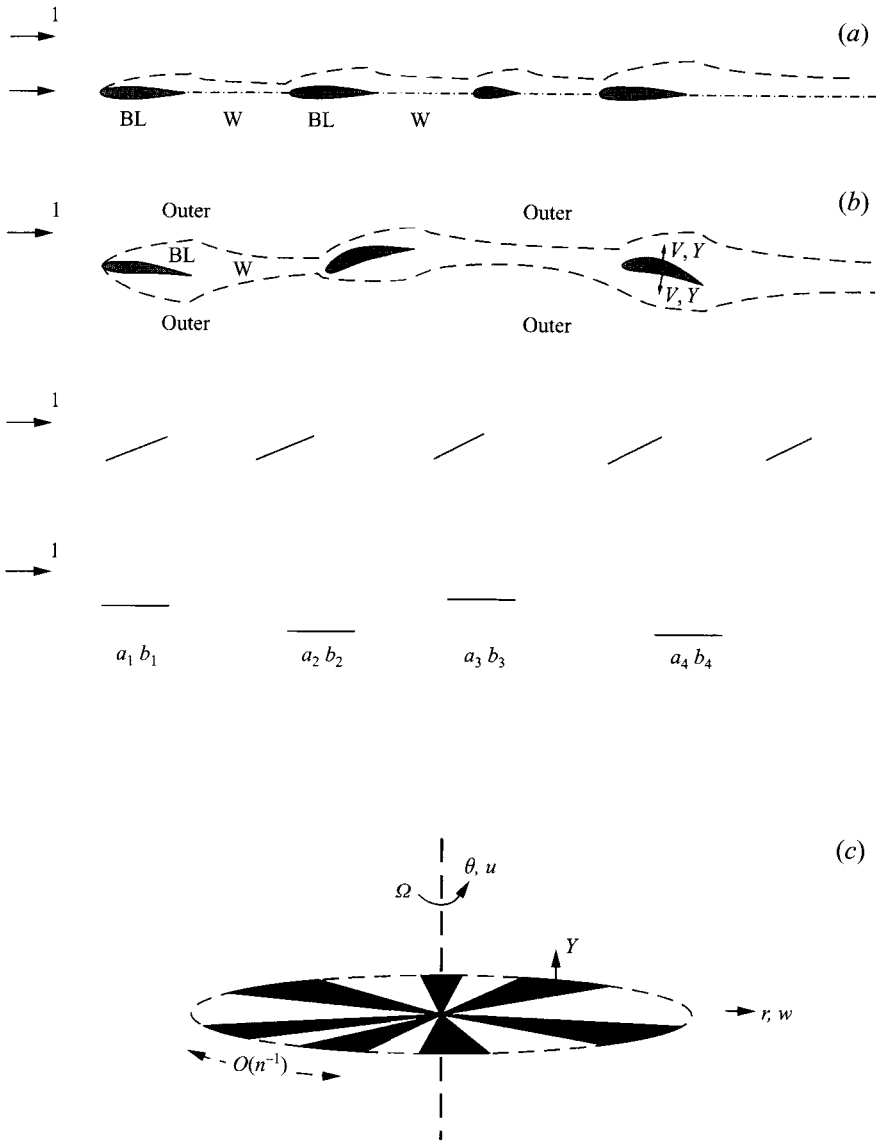 1
(a)
BL W BL W
1
Outer Outer (b)
BL W V, Y
V, Y
Outer Outer
1
1
a₁ b₁ a₂ b₂ a₃ b₃ a₄ b₄
(c)
θ, u
Ω
Y
r, w
O(n⁻¹)